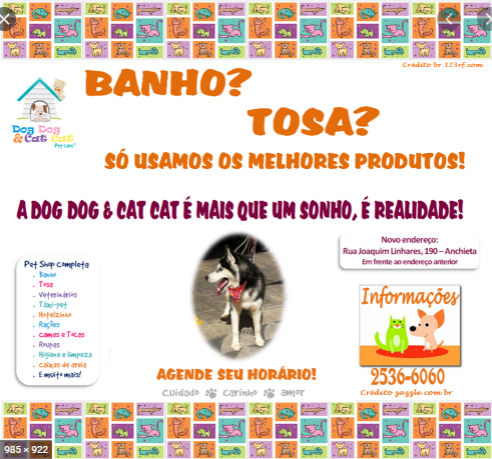 Crédito br.123rf.com
BANHO?
TOSA?
Dog Dog
&Cat Cat
Pet Care
SÓ USAMOS OS MELHORES PRODUTOS!
A DOG DOG & CAT CAT É MAIS QUE UM SONHO, É REALIDADE!
Novo endereço:
Rua Joaquim Linhares, 190 – Anchieta
Em frente ao endereço anterior
Pet Shop Completa
Banho
Tosa
Veterinários
Táxi-pet
Hotelzinho
Rações
Camas e Tocas
Roupas
Higiene e limpeza
Caixas de areia
E muito mais!
Informações
2536-6060
Crédito zazzle.com.br
AGENDE SEU HORÁRIO!
Cuidado Carinho amor
985 × 922